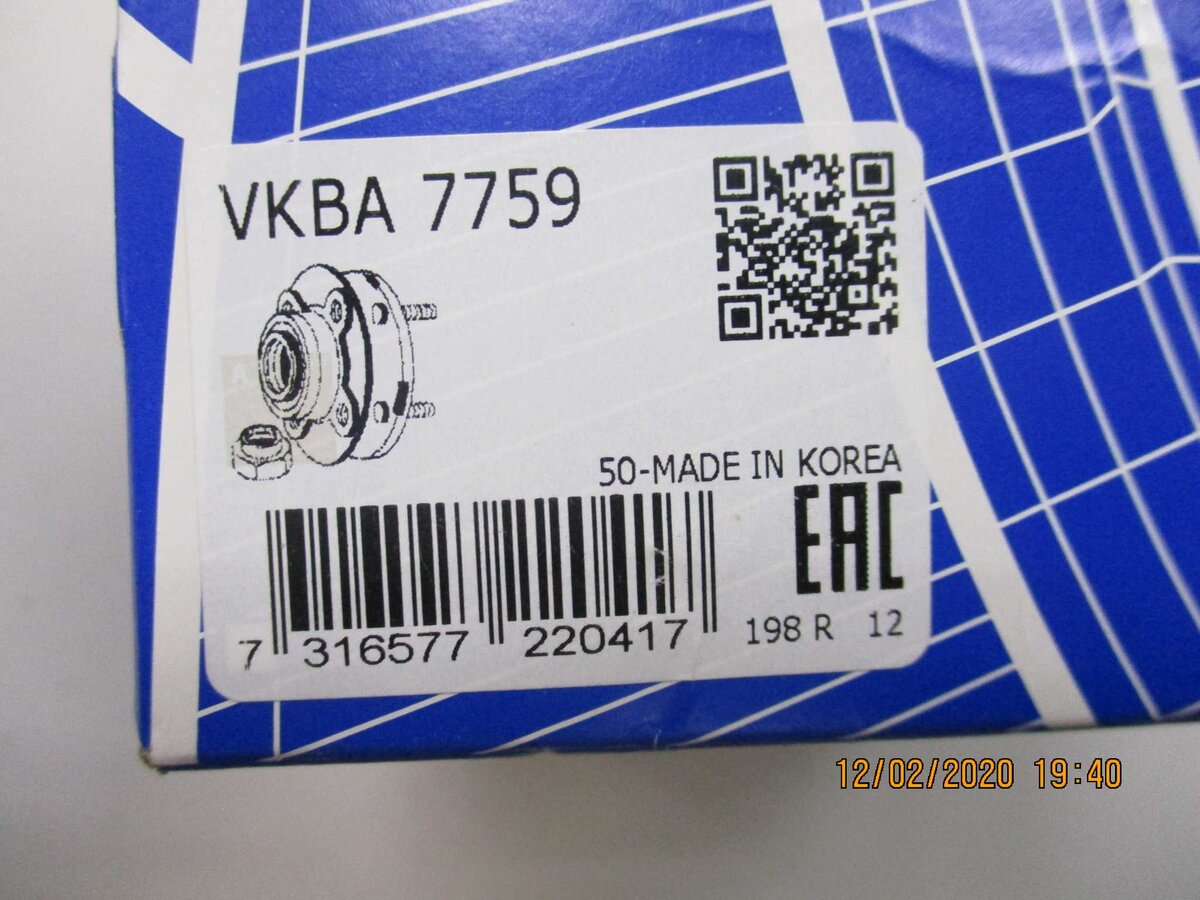 VKBA 7759
50-MADE IN KOREA
EAC
7 316577 220417
198 R 12
12/02/2020 19:40